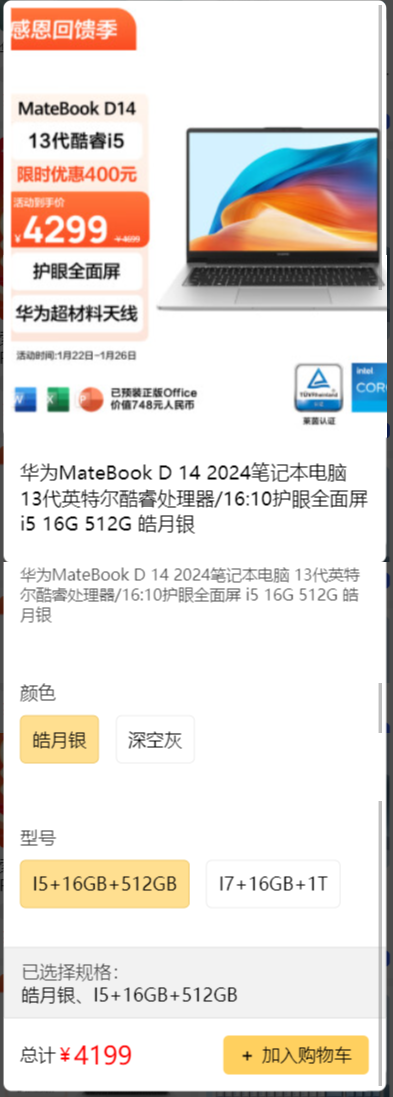 感恩回馈季
MateBook D14
13代酷睿i5
限时优惠400元
活动到手价
¥4299 ¥4699
护眼全面屏
华为超材料天线
活动时间:1月22日-1月26日
已预装正版Office
价值748元人民币
TÜVRheinland
莱茵认证
intel
COR
华为MateBook D 14 2024笔记本电脑
13代英特尔酷睿处理器/16:10护眼全面屏
i5 16G 512G 皓月银
华为MateBook D 14 2024笔记本电脑 13代英特
尔酷睿处理器/16:10护眼全面屏 i5 16G 512G 皓
月银
颜色
皓月银 深空灰
型号
I5+16GB+512GB I7+16GB+1T
已选择规格：
皓月银、I5+16GB+512GB
总计¥4199 + 加入购物车